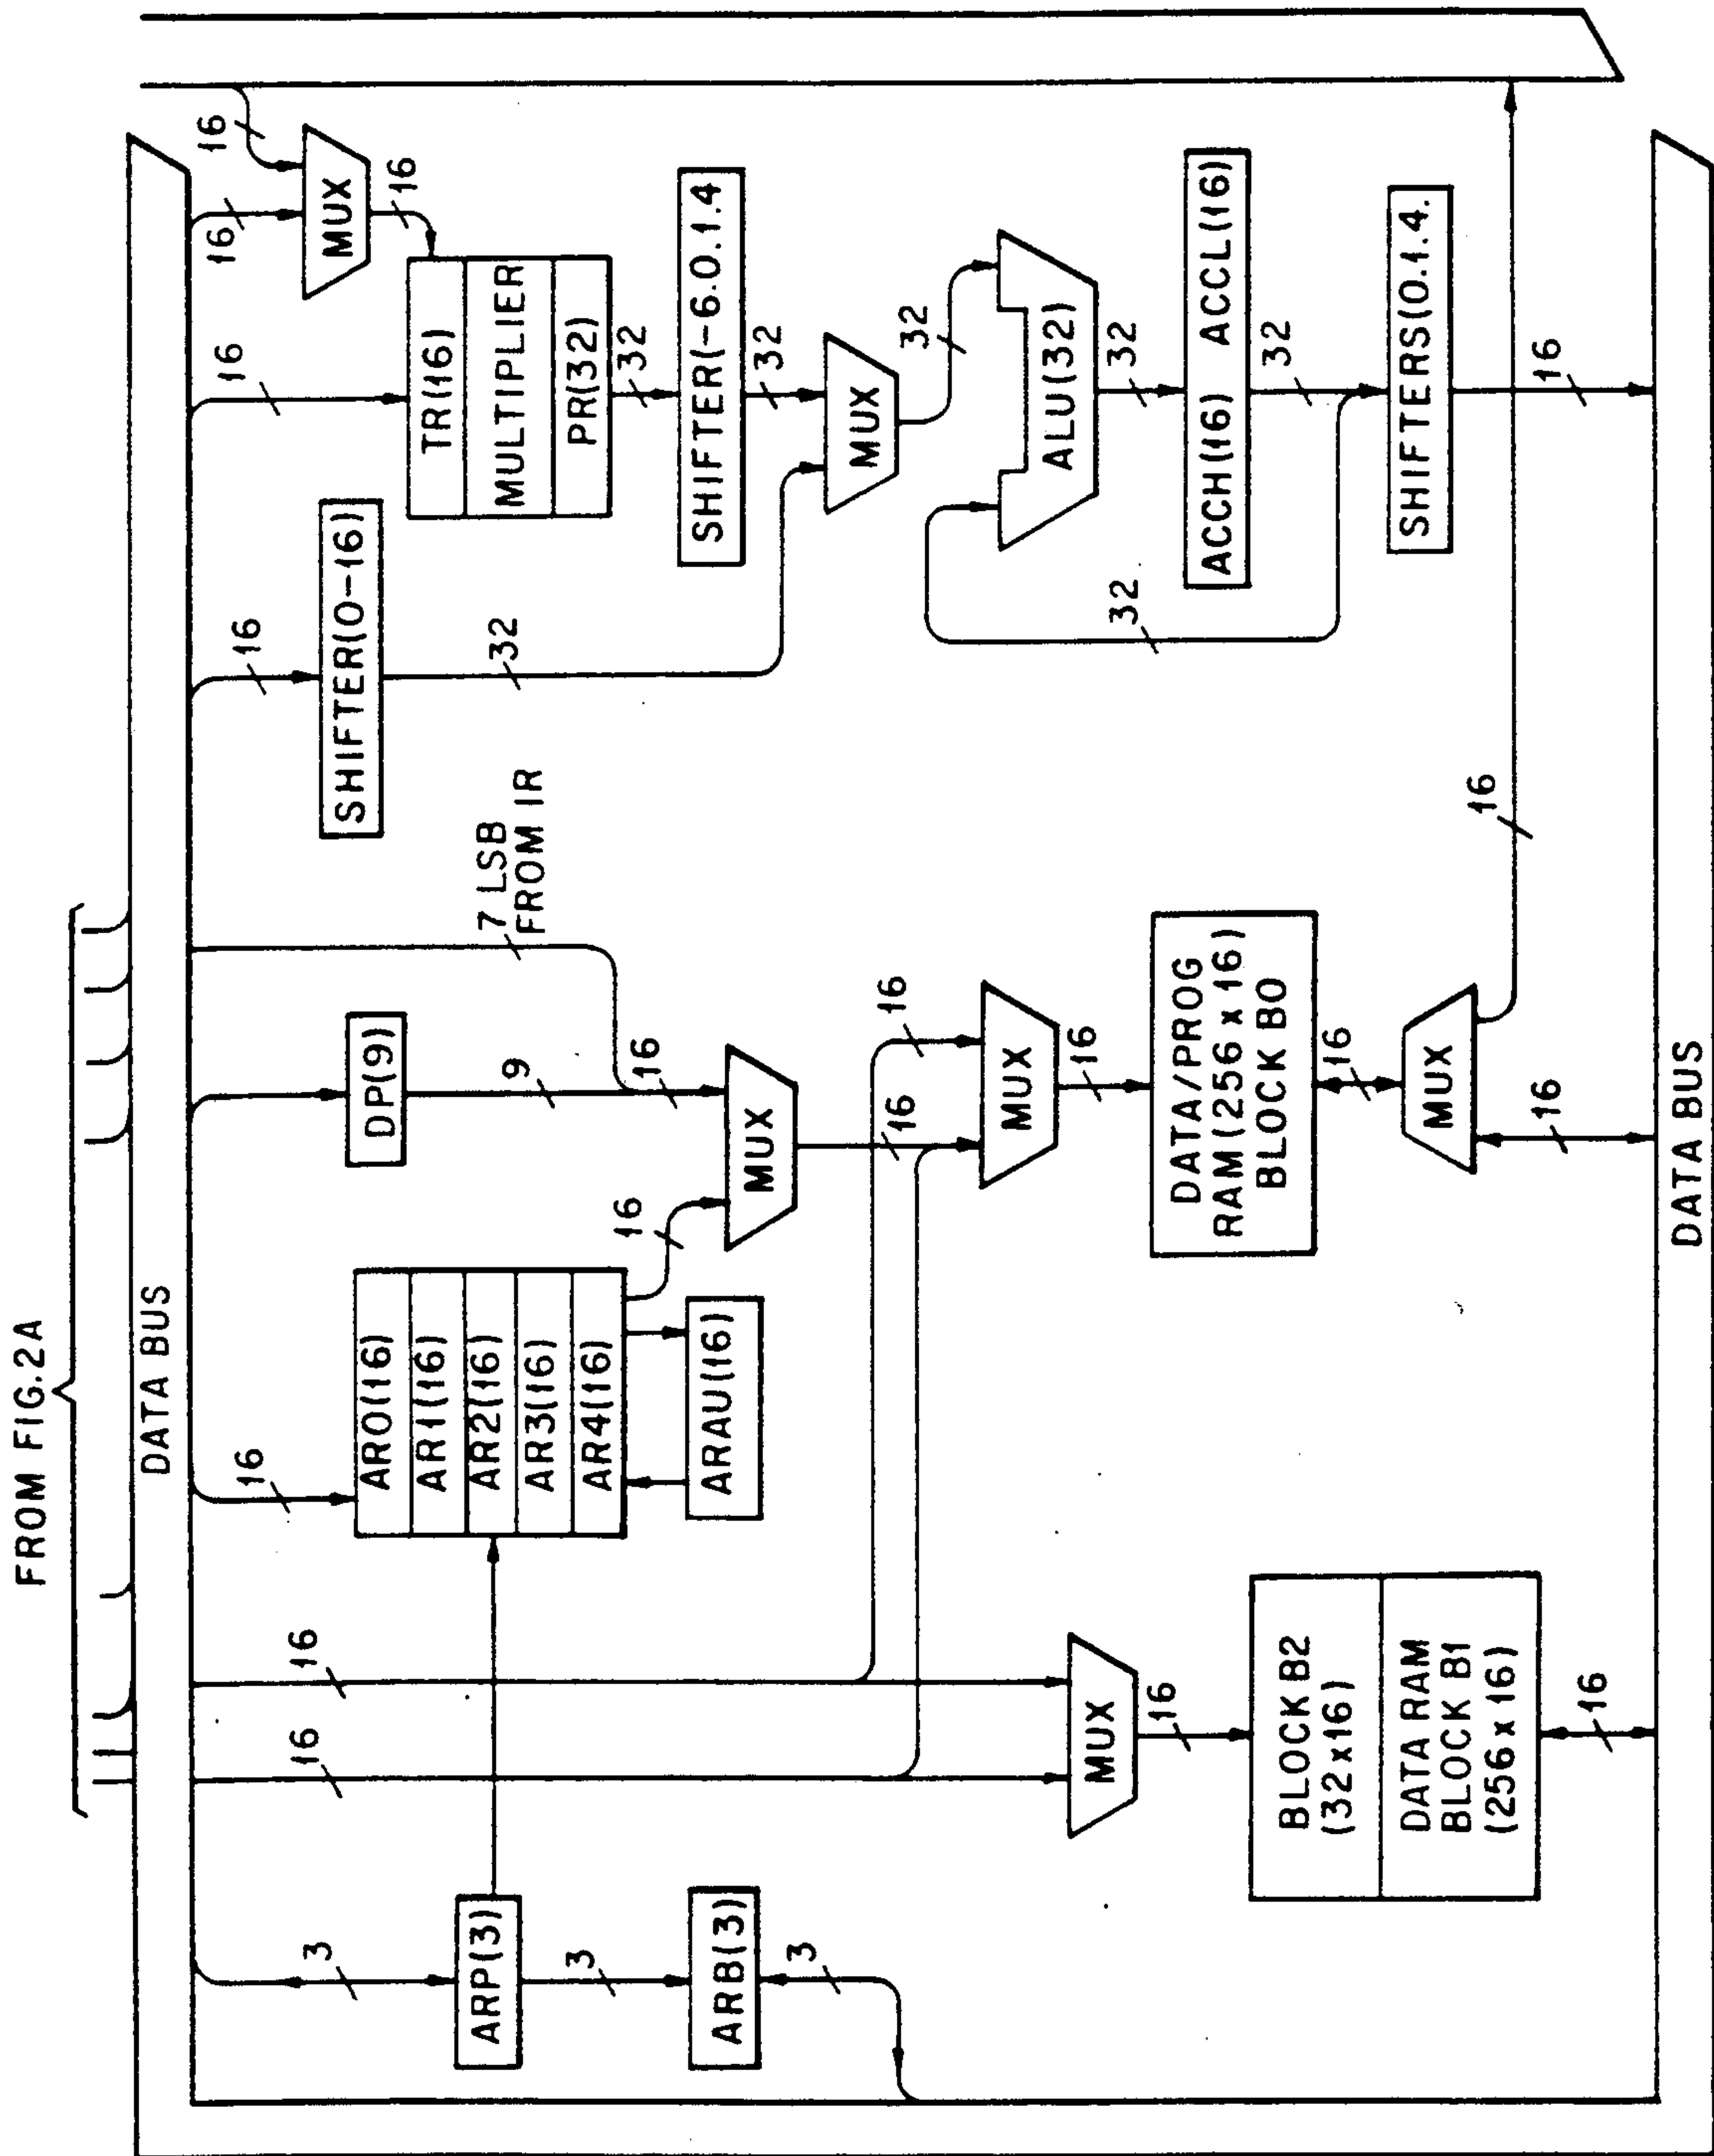 FROM FIG.2A
DATA BUS
16
16
16
MUX
16
16
TR(16)
MULTIPLIER
PR(32)
32
SHIFTER(-6.0.1.4
32
16
SHIFTER(0-16)
32
MUX
32
ALU(32)
32
32
ACCH(16) ACCL(16)
32
SHIFTERS(0.1.4.
16
7 LSB
FROM IR
DP(9)
9
16
16
AR0(16)
AR1(16)
AR2(16)
AR3(16)
AR4(16)
ARAU(16)
16
MUX
16
16
MUX
16
DATA/PROG
RAM(256 x 16)
BLOCK B0
16
MUX
16
16
16
16
MUX
16
BLOCK B2
(32x16)
DATA RAM
BLOCK B1
(256 x 16)
16
3
ARP(3)
3
ARB(3)
3
DATA BUS